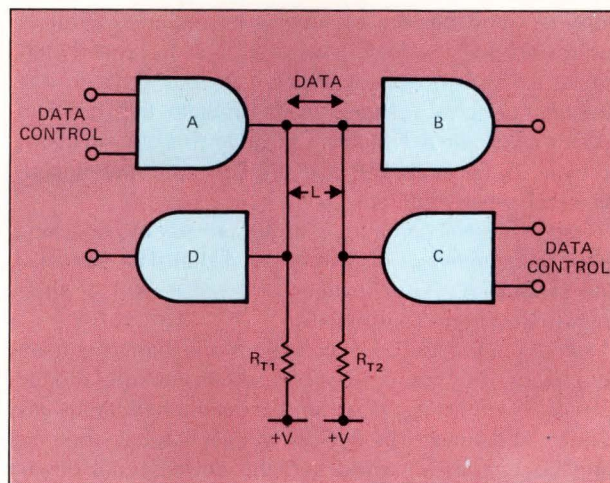 DATA
DATA
CONTROL
A
B
L
D
C
DATA
CONTROL
RT1
RT2
+V
+V